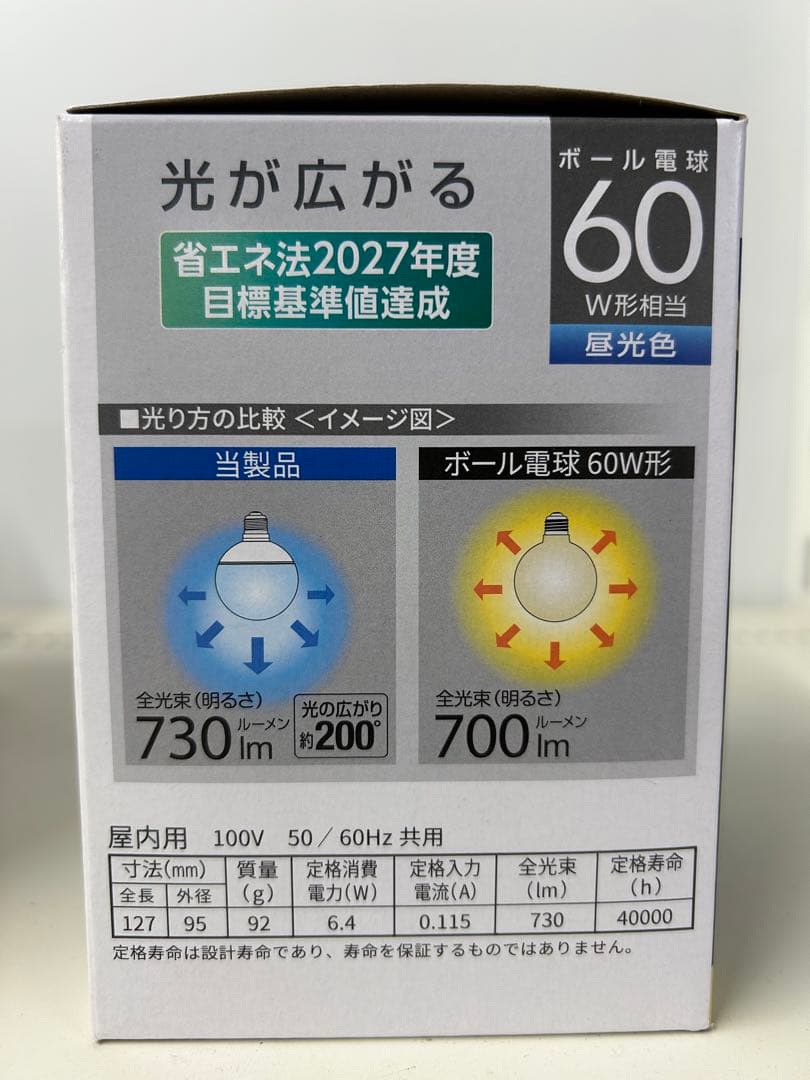 光が広がる
省エネ法2027年度
目標基準値達成
ボール電球
60
W形相当
昼光色
■光り方の比較＜イメージ図＞
当製品
全光束（明るさ）
730 ルーメン lm
光の広がり
約200°
ボール電球 60W形
全光束（明るさ）
700 ルーメン lm
屋内用 100V 50／60Hz 共用
寸法(mm) 質量(g) 定格消費電力(W) 定格入力電流(A) 全光束(lm) 定格寿命(h)
全長 外径
127 95 92 6.4 0.115 730 40000
定格寿命は設計寿命であり、寿命を保証するものではありません。